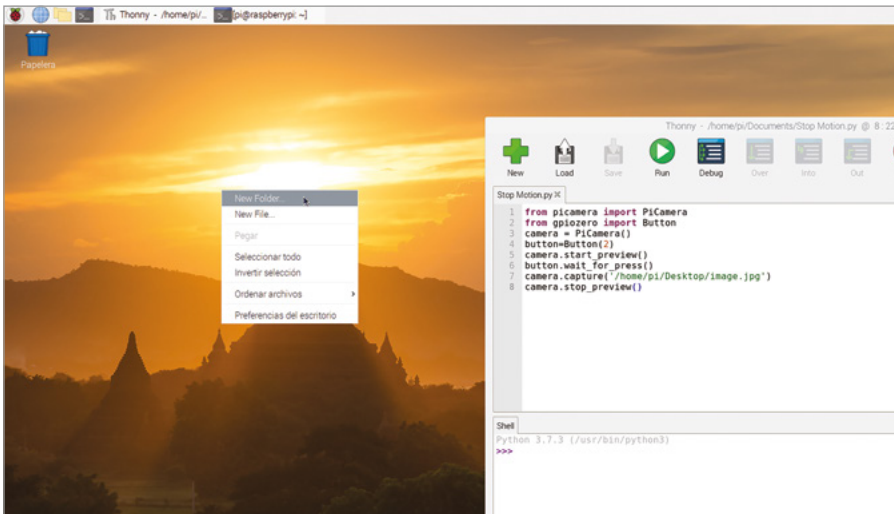 Thonny - /home/pi/...
[pi@raspberrypi: ~]
Papelera
New Folder...
New File...
Pegar
Seleccionar todo
Invertir selección
Ordenar archivos
Preferencias del escritorio
Thonny - /home/pi/Documents/Stop Motion.py @ 8:22
New Load Save Run Debug Over Into Out
Stop Motion.py
1 from picamera import PiCamera
2 from gpiozero import Button
3 camera = PiCamera()
4 button=Button(2)
5 camera.start_preview()
6 button.wait_for_press()
7 camera.capture('/home/pi/Desktop/image.jpg')
8 camera.stop_preview()
Shell
Python 3.7.3 (/usr/bin/python3)
>>>